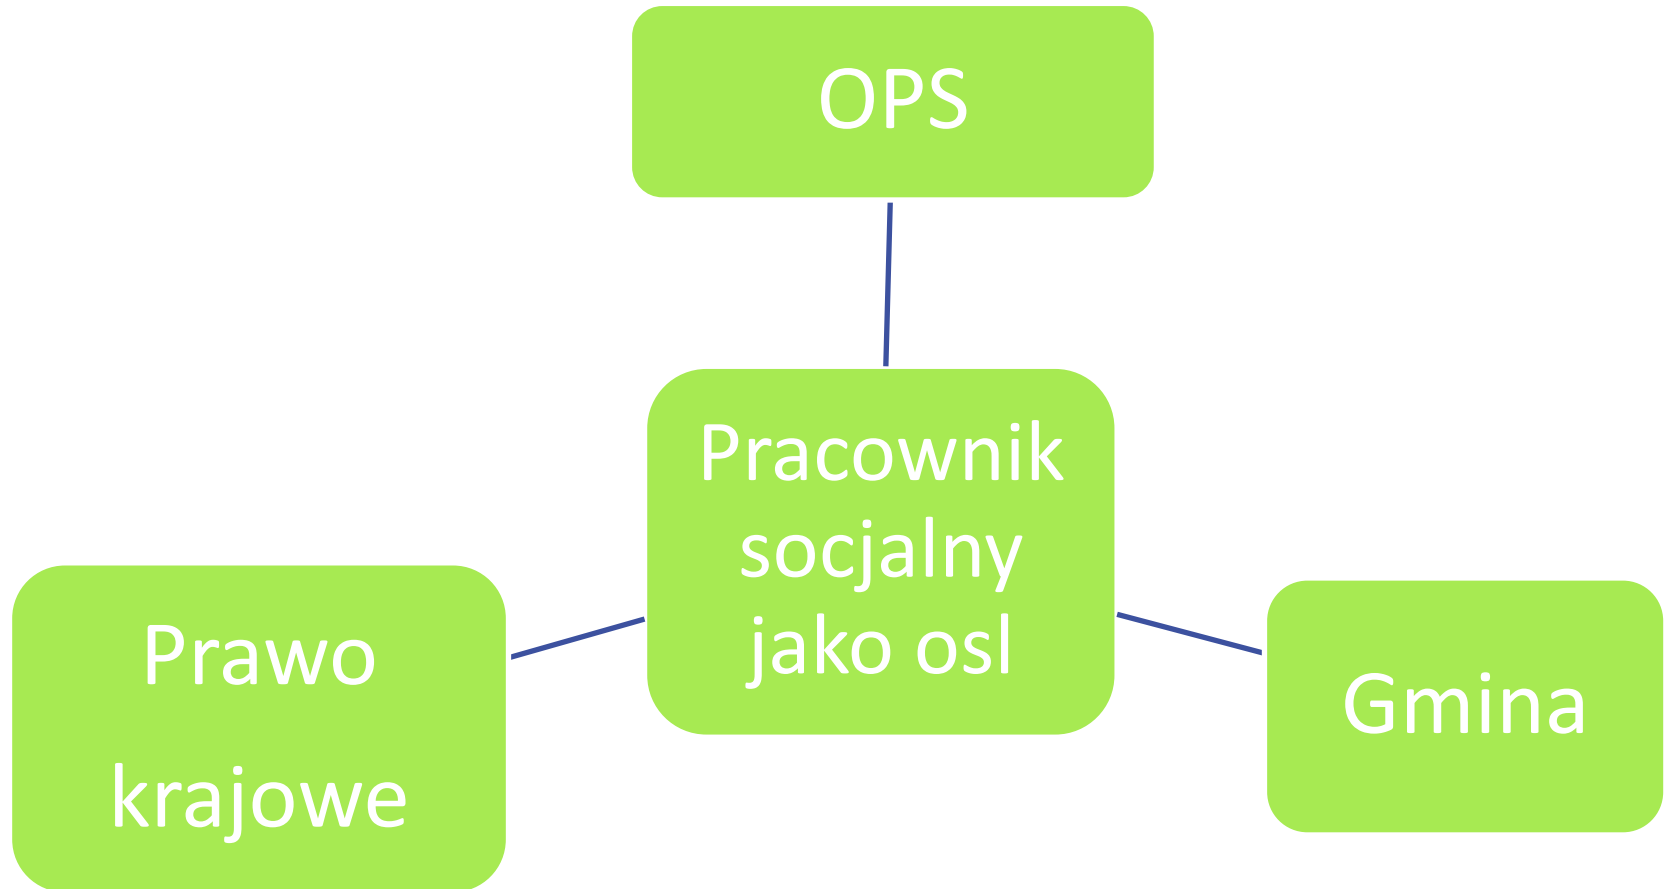 OPS
Pracownik
socjalny
jako osl
Prawo
krajowe
Gmina